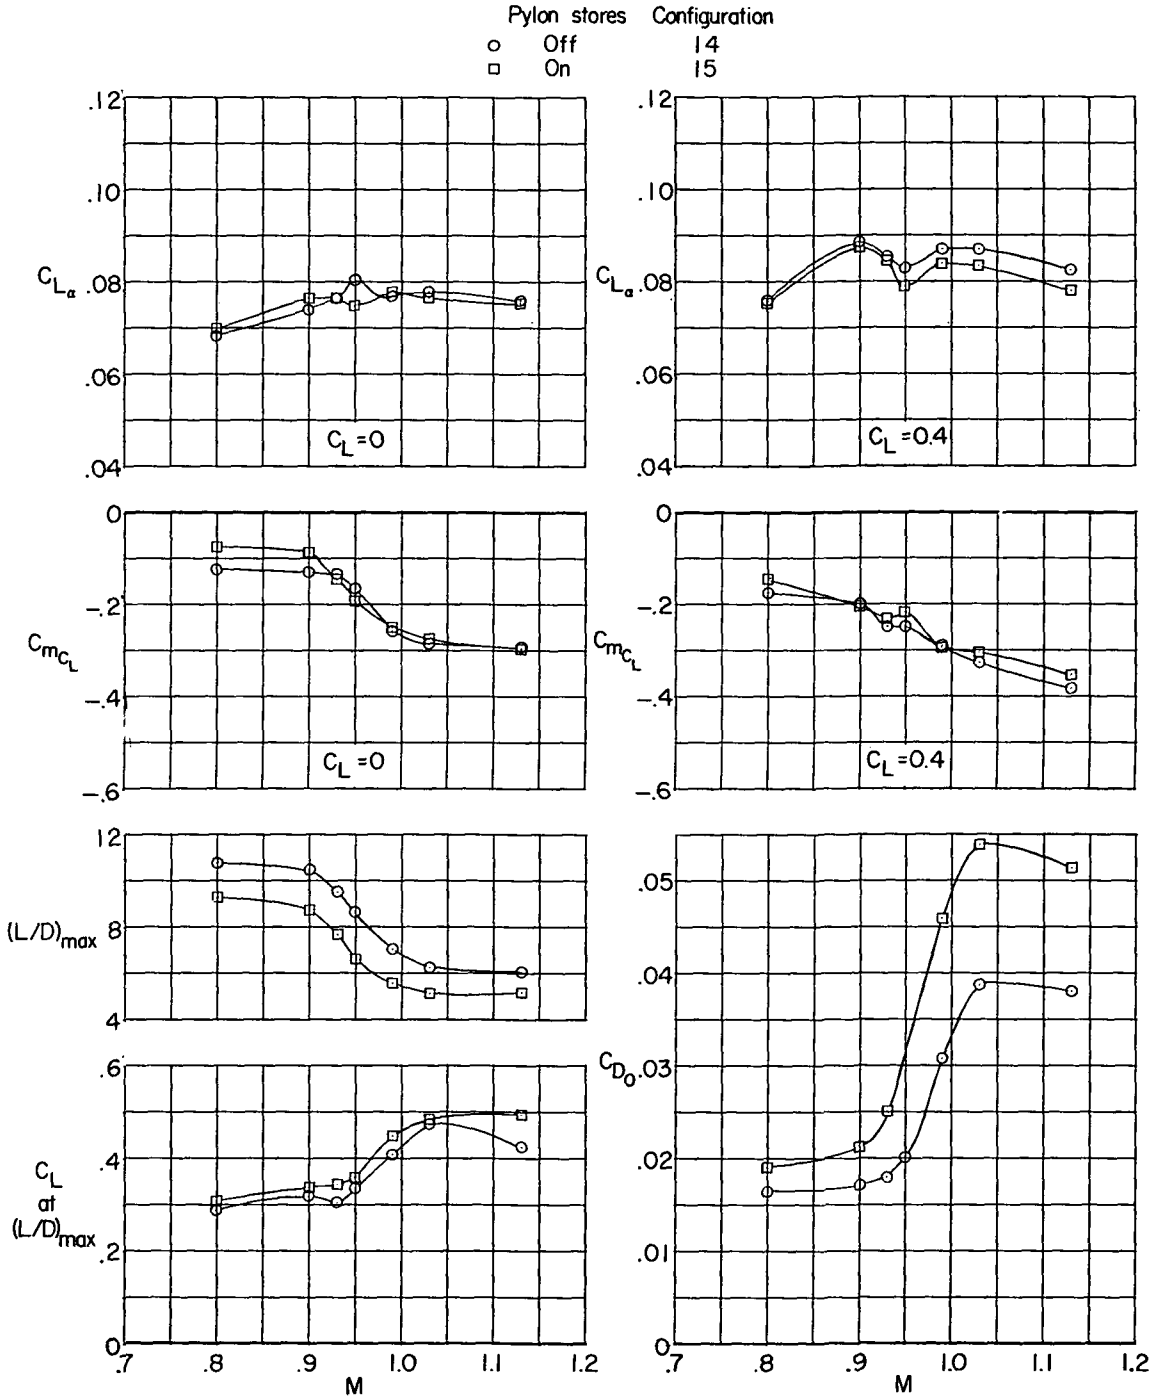 Pylon stores Configuration
Off 14
On 15
.12
.10
.08
.06
.04
C_Lα
C_L=0
.12
.10
.08
.06
.04
C_Lα
C_L=0.4
0
-.2
-.4
-.6
C_mC_L
C_L=0
0
-.2
-.4
-.6
C_mC_L
C_L=0.4
12
8
4
(L/D)max
.6
.4
.2
0
C_L
at
(L/D)max
.7 .8 .9 1.0 1.1 1.2
M
.05
.04
.03
.02
.01
0
C_D0
.7 .8 .9 1.0 1.1 1.2
M